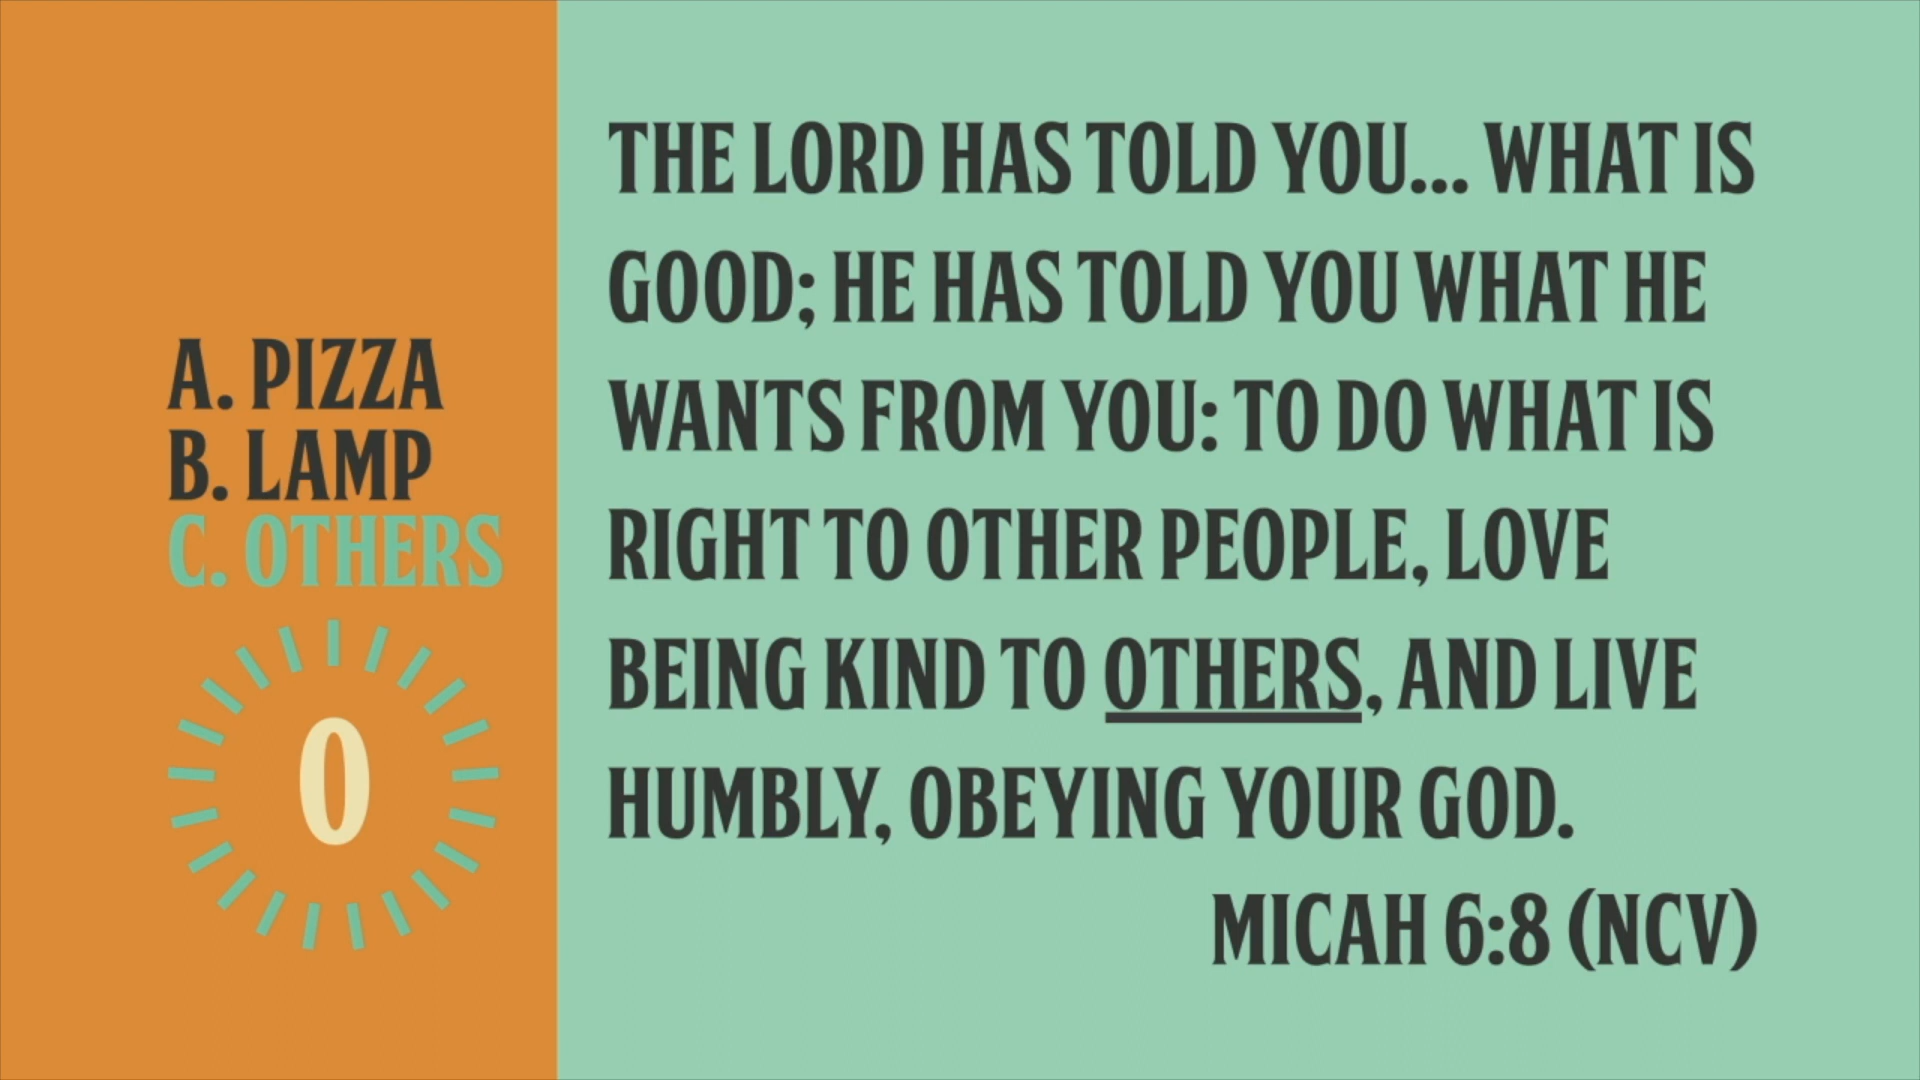 A. PIZZA
B. LAMP
C. OTHERS
0
THE LORD HAS TOLD YOU... WHAT IS
GOOD; HE HAS TOLD YOU WHAT HE
WANTS FROM YOU: TO DO WHAT IS
RIGHT TO OTHER PEOPLE, LOVE
BEING KIND TO OTHERS, AND LIVE
HUMBLY, OBEYING YOUR GOD.
MICAH 6:8 (NCV)